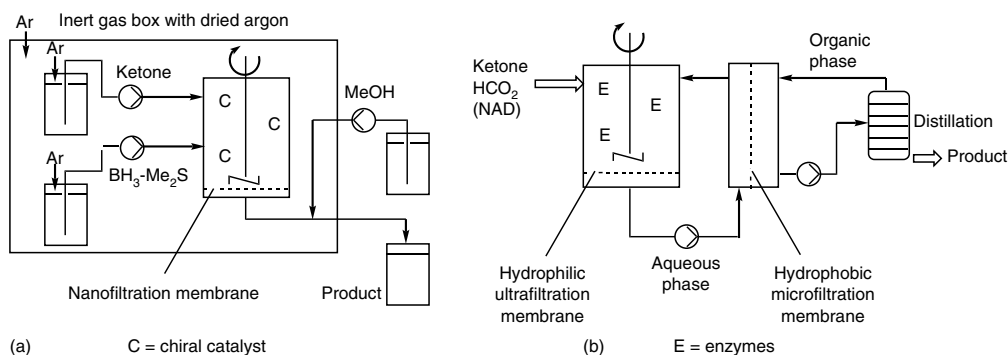 Ar
Inert gas box with dried argon
Ar
Ketone
C
C
C
MeOH
Ar
BH₃-Me₂S
Nanofiltration membrane
Product
(a)
C = chiral catalyst
Organic
phase
Ketone
HCO₂
(NAD)
E
E
E
Distillation
Product
Aqueous
phase
Hydrophilic
ultrafiltration
membrane
Hydrophobic
microfiltration
membrane
(b)
E = enzymes